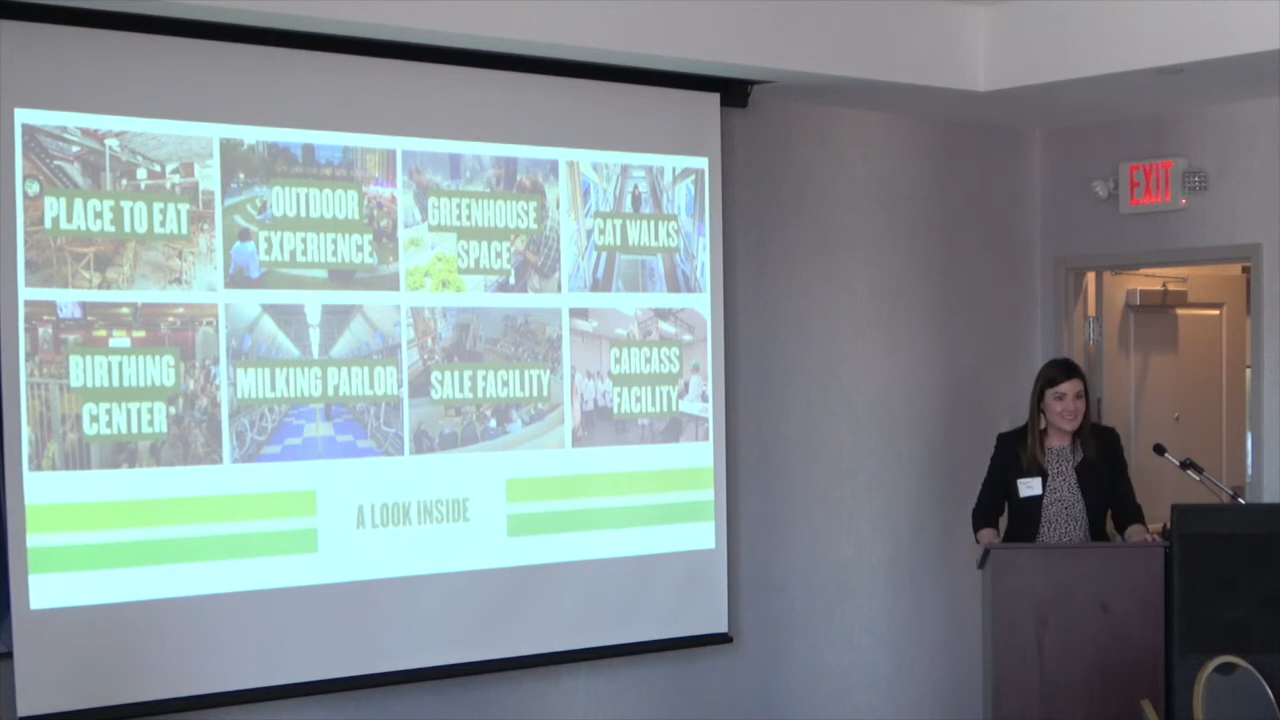 PLACE TO EAT
OUTDOOR
EXPERIENCE
GREENHOUSE
SPACE
CAT WALKS
BIRTHING
CENTER
MILKING PARLOR
SALE FACILITY
CARCASS
FACILITY
A LOOK INSIDE
EXIT